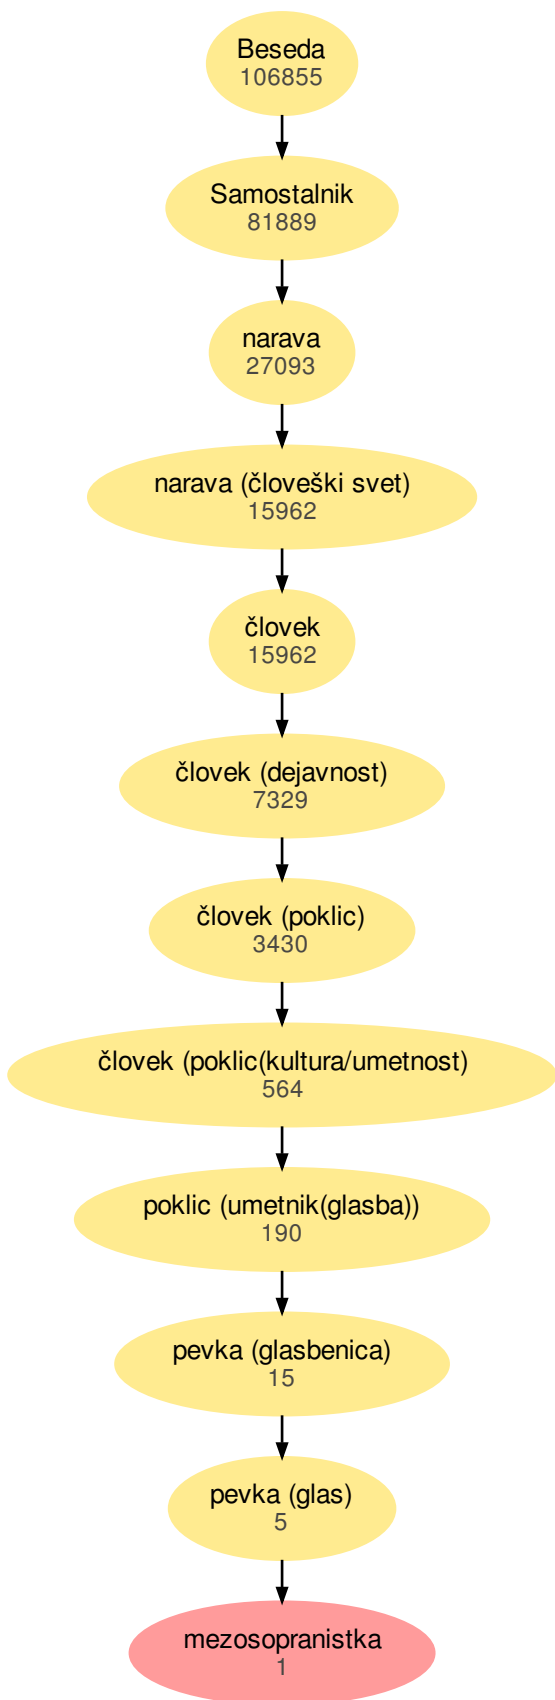 Beseda
106855
Samostalnik
81889
narava
27093
narava (človeški svet)
15962
človek
15962
človek (dejavnost)
7329
človek (poklic)
3430
človek (poklic(kultura/umetnost)
564
poklic (umetnik(glasba))
190
pevka (glasbenica)
15
pevka (glas)
5
mezosopranistka
1